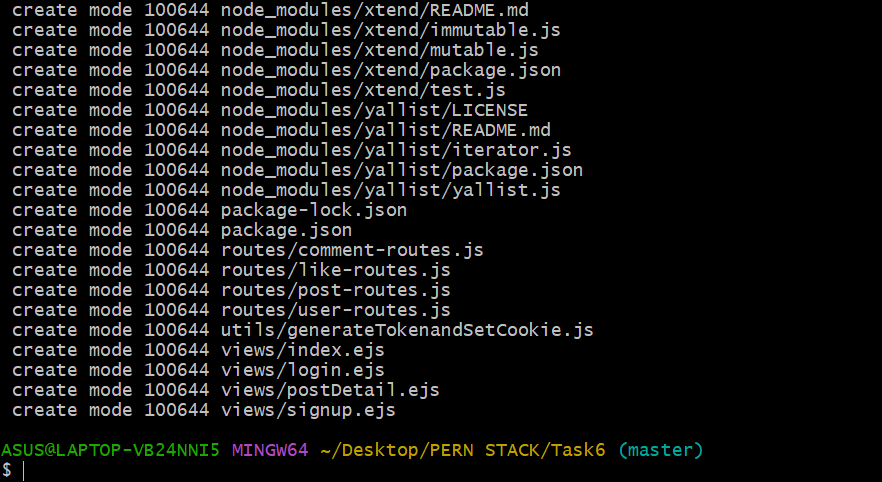 create mode 100644 node_modules/xtend/README.md
create mode 100644 node_modules/xtend/immutable.js
create mode 100644 node_modules/xtend/mutable.js
create mode 100644 node_modules/xtend/package.json
create mode 100644 node_modules/xtend/test.js
create mode 100644 node_modules/yallist/LICENSE
create mode 100644 node_modules/yallist/README.md
create mode 100644 node_modules/yallist/iterator.js
create mode 100644 node_modules/yallist/package.json
create mode 100644 node_modules/yallist/yallist.js
create mode 100644 package-lock.json
create mode 100644 package.json
create mode 100644 routes/comment-routes.js
create mode 100644 routes/like-routes.js
create mode 100644 routes/post-routes.js
create mode 100644 routes/user-routes.js
create mode 100644 utils/generateTokenandSetCookie.js
create mode 100644 views/index.ejs
create mode 100644 views/login.ejs
create mode 100644 views/postDetail.ejs
create mode 100644 views/signup.ejs
ASUS@LAPTOP-VB24NNI5 MINGW64 ~/Desktop/PERN STACK/Task6 (master)
$